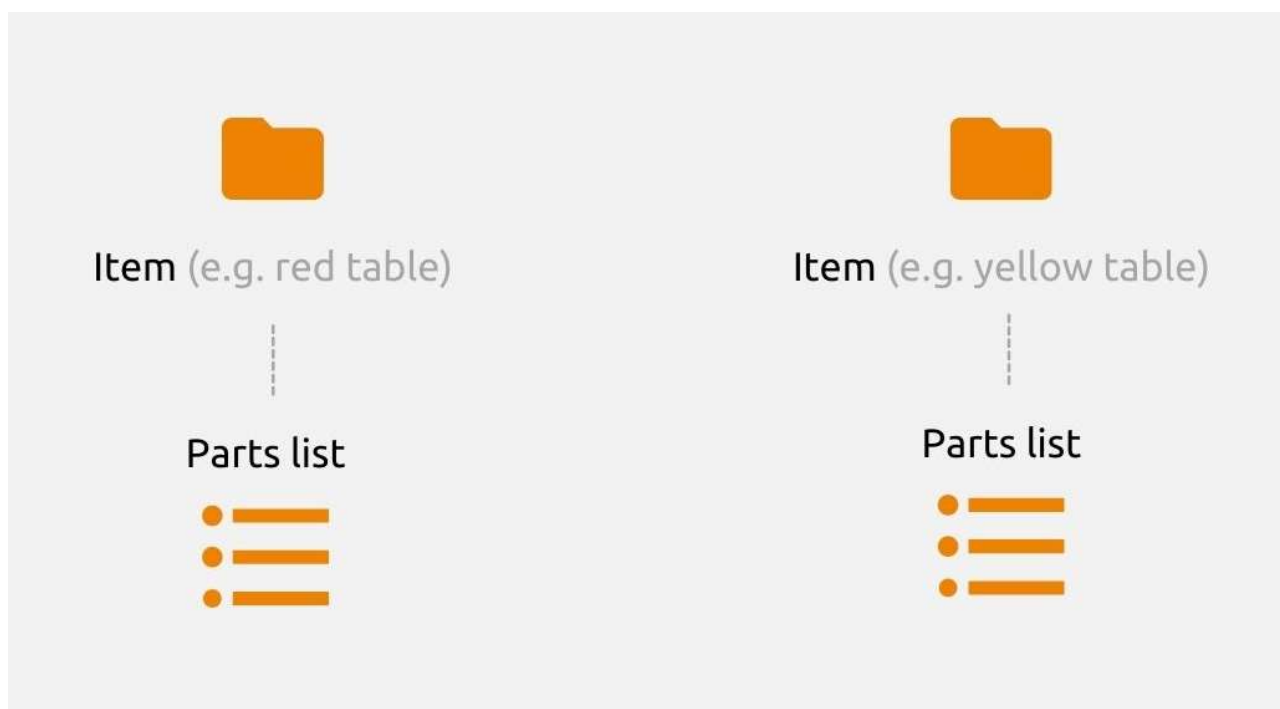 Item (e.g. red table)
Item (e.g. yellow table)
Parts list
Parts list